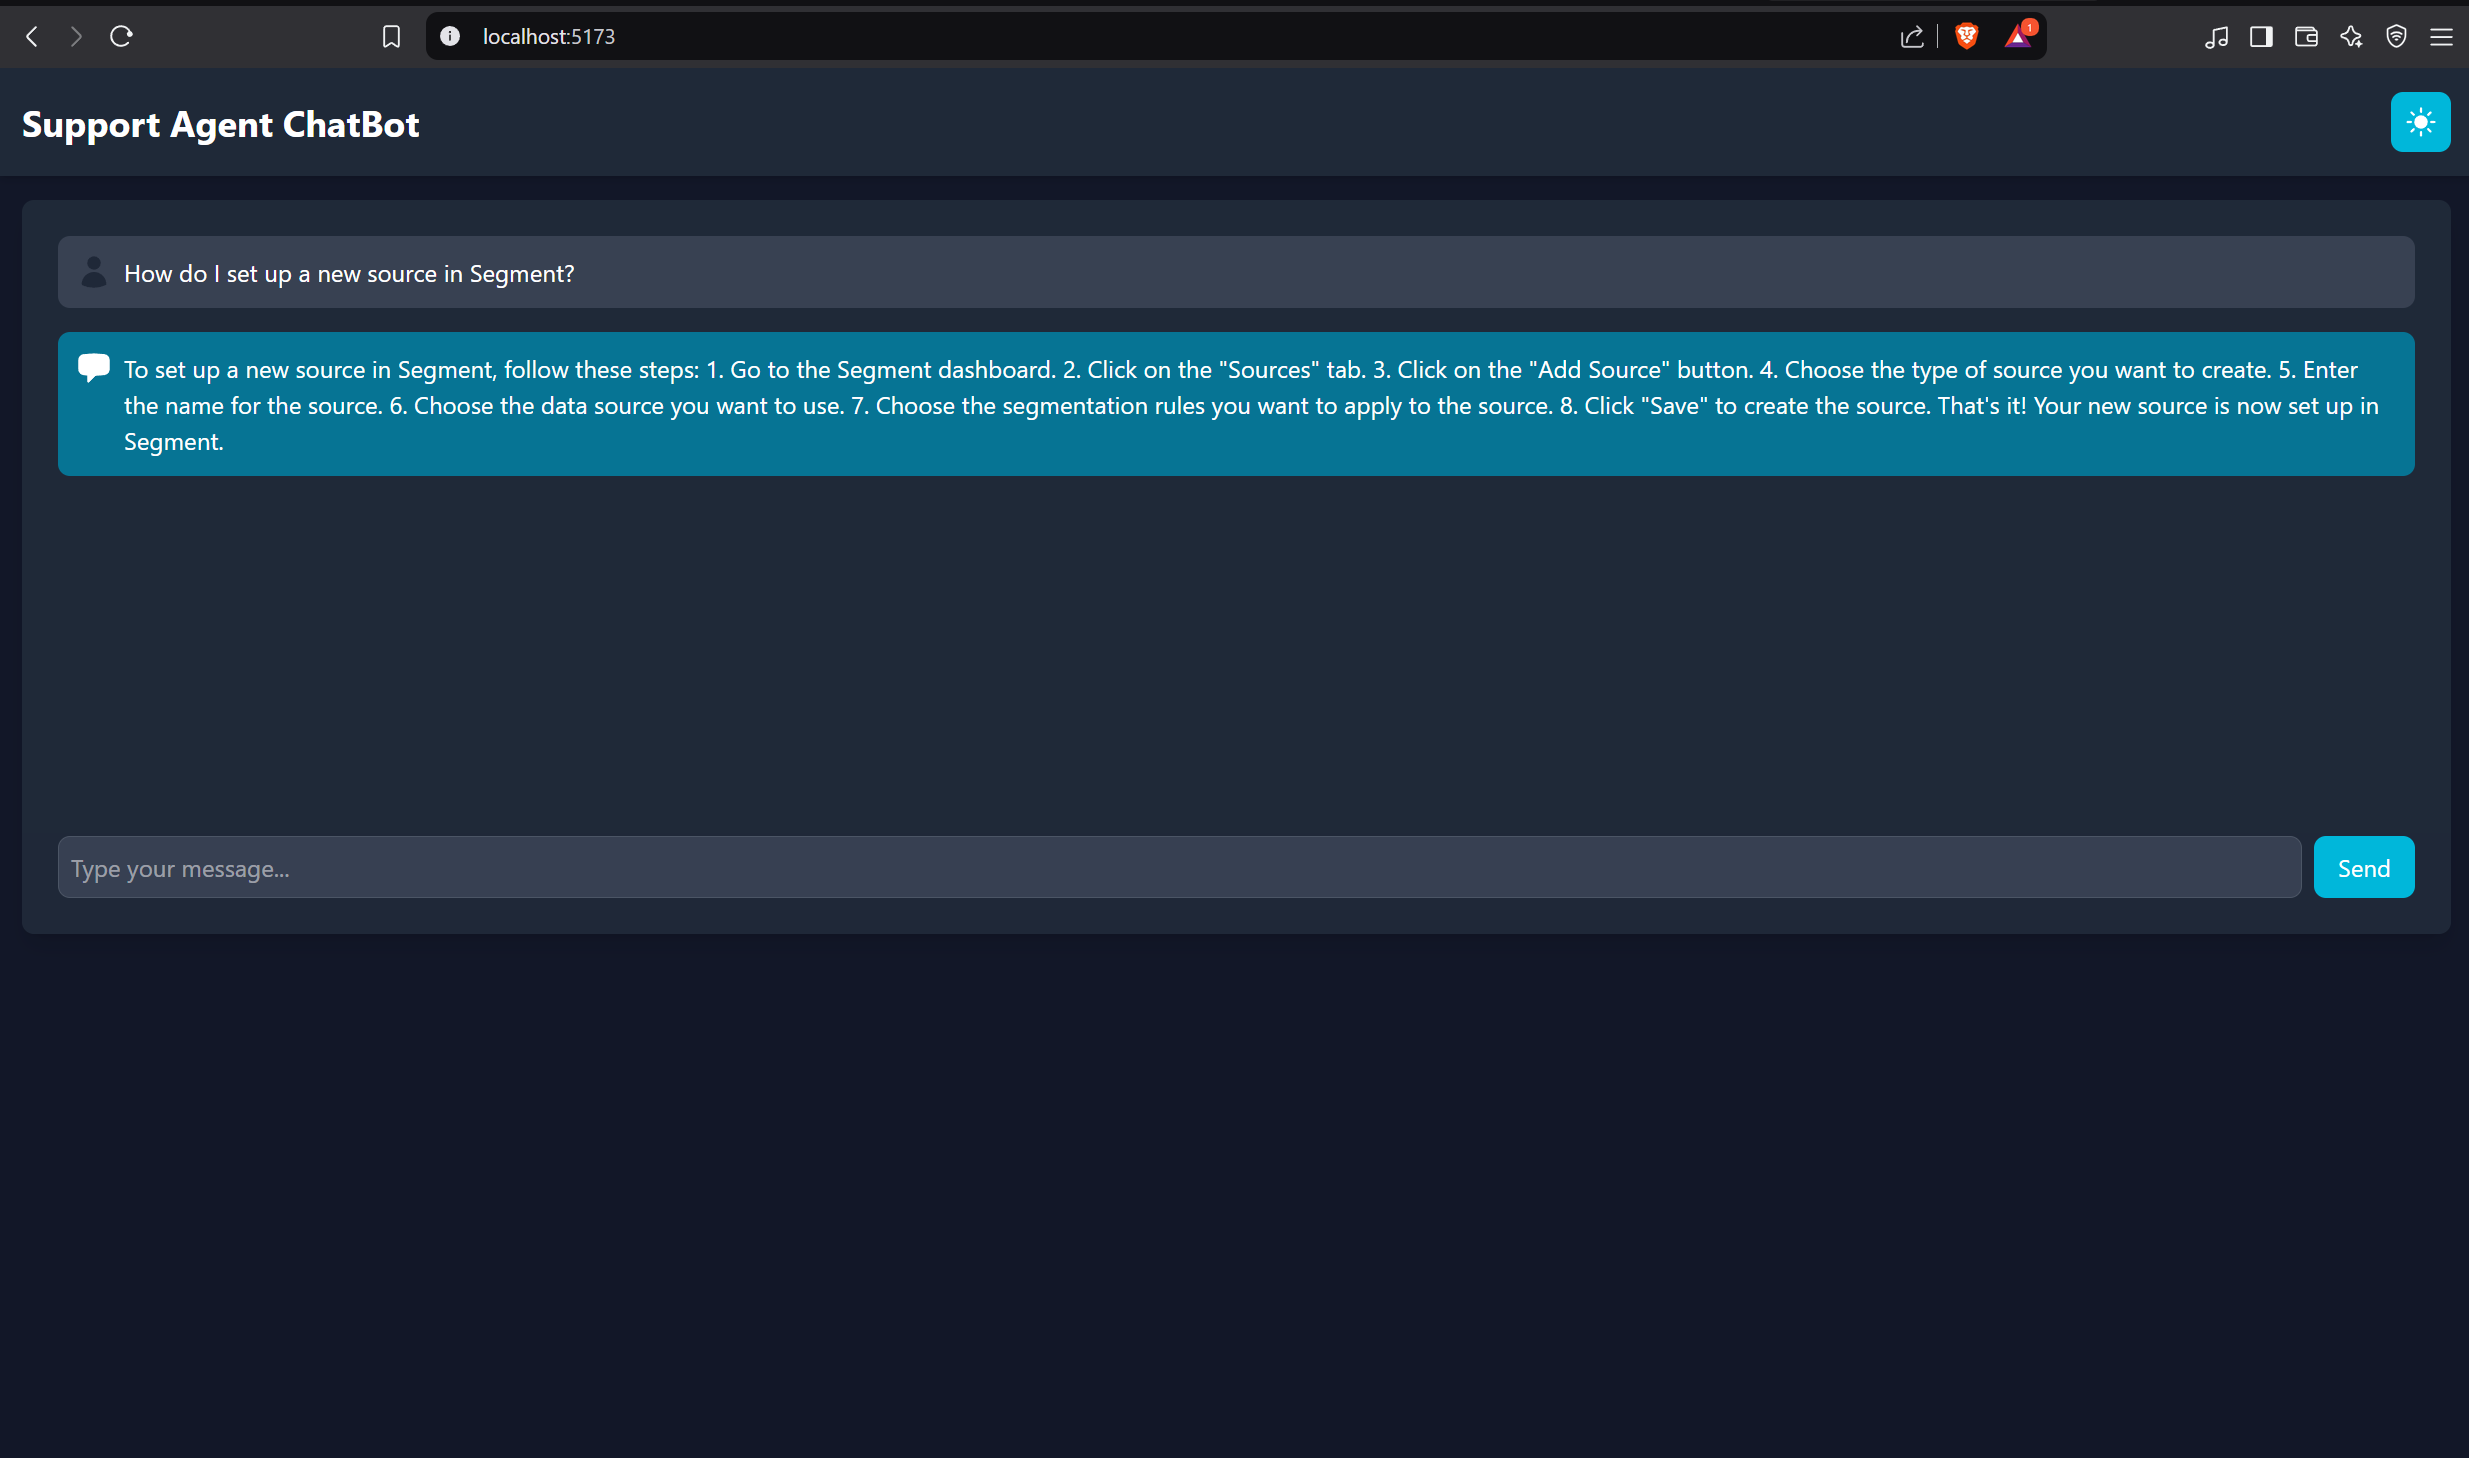 localhost:5173
1
Support Agent ChatBot
How do I set up a new source in Segment?
To set up a new source in Segment, follow these steps: 1. Go to the Segment dashboard. 2. Click on the "Sources" tab. 3. Click on the "Add Source" button. 4. Choose the type of source you want to create. 5. Enter
the name for the source. 6. Choose the data source you want to use. 7. Choose the segmentation rules you want to apply to the source. 8. Click "Save" to create the source. That's it! Your new source is now set up in
Segment.
Type your message...
Send